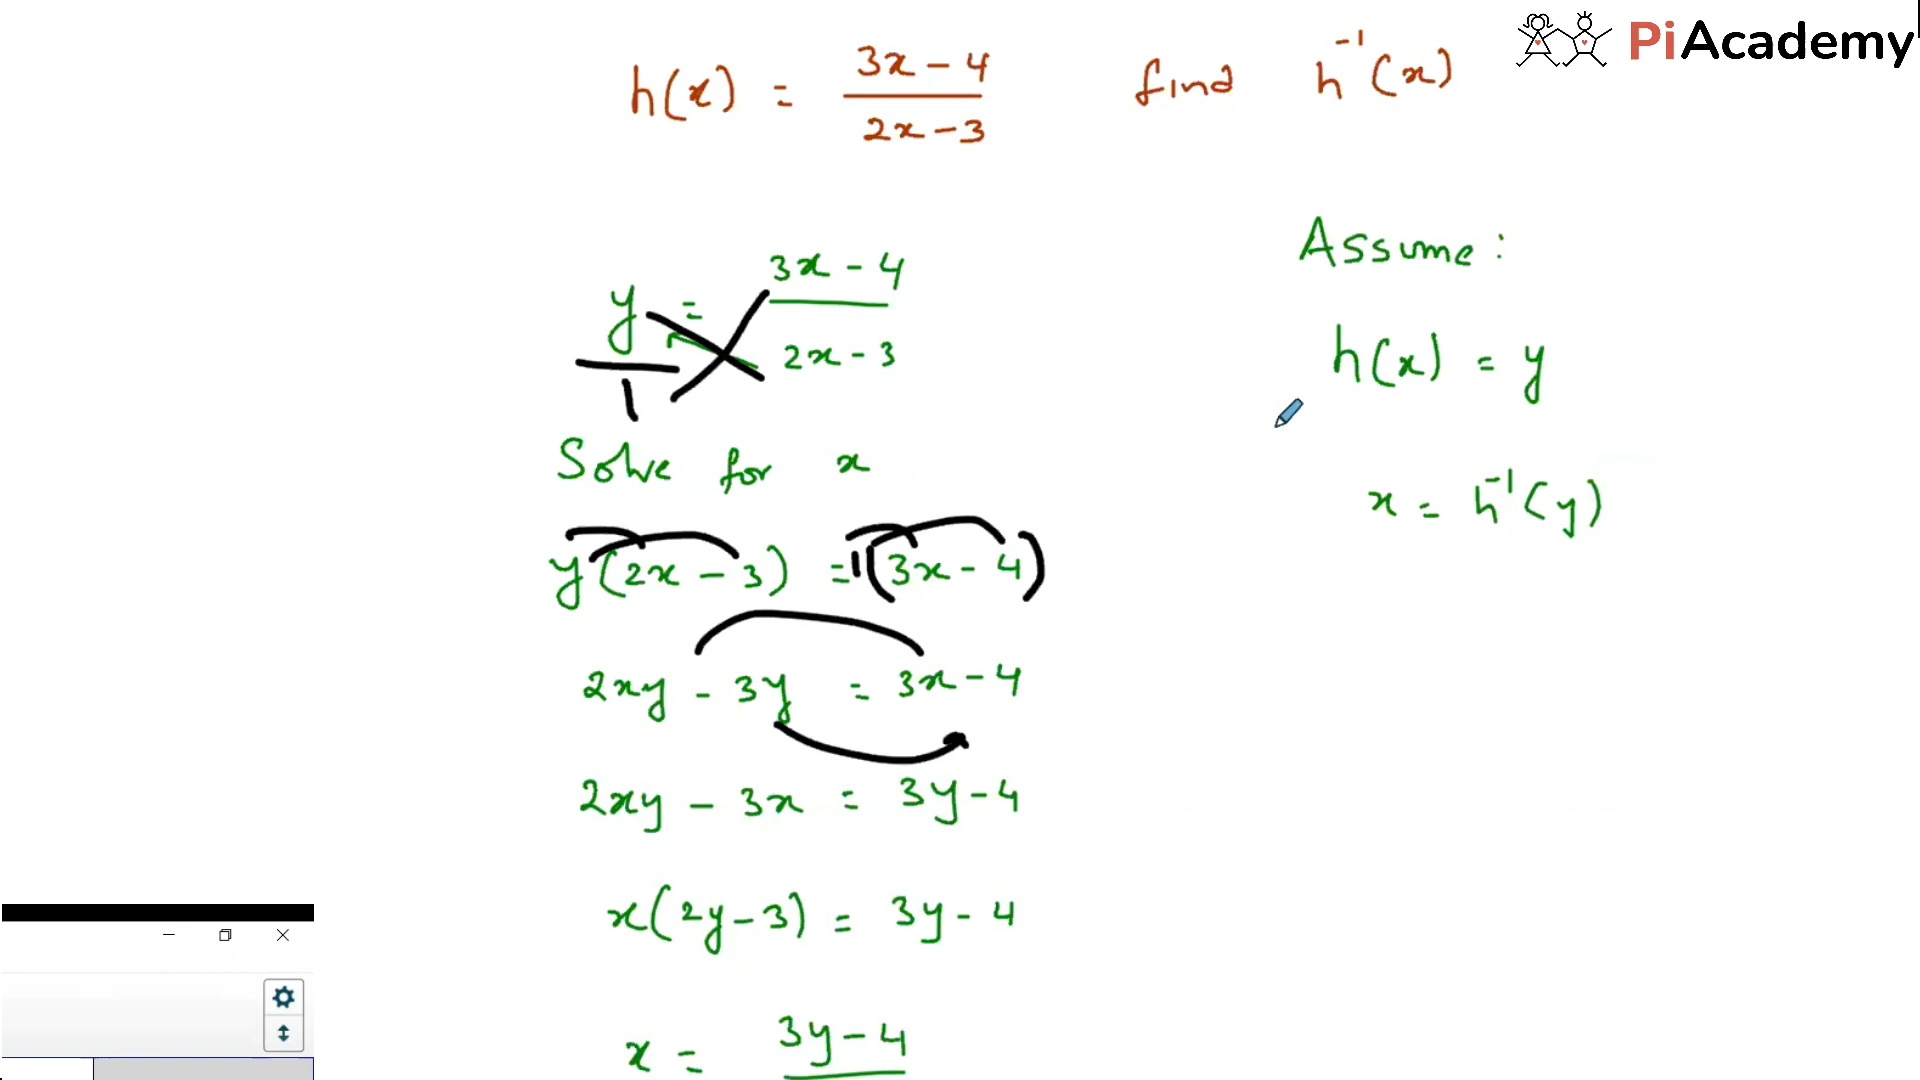 h(x) = (3x - 4)/(2x - 3) find h⁻¹(x)
PiAcademy
y/1 = (3x - 4)/(2x - 3)
Solve for x
y(2x - 3) = 1(3x - 4)
2xy - 3y = 3x - 4
2xy - 3x = 3y - 4
x(2y - 3) = 3y - 4
x = 3y - 4
Assume:
h(x) = y
x = h⁻¹(y)